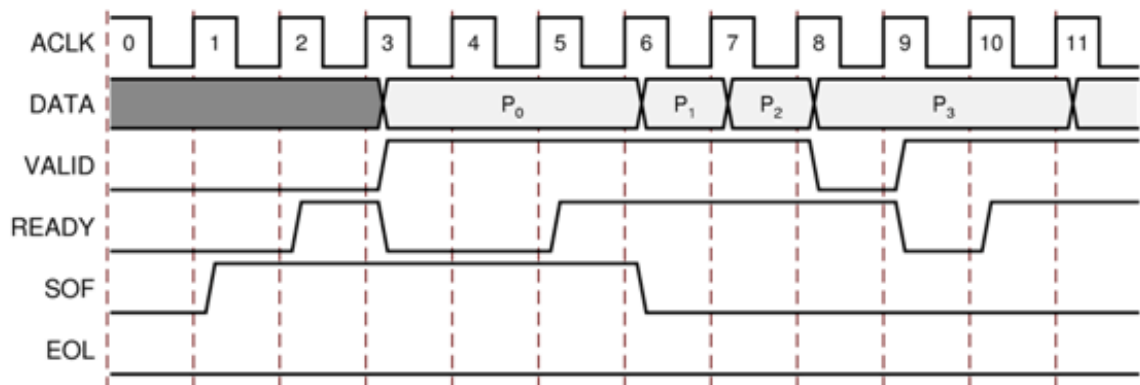 ACLK 0 1 2 3 4 5 6 7 8 9 10 11
DATA P₀ P₁ P₂ P₃
VALID
READY
SOF
EOL